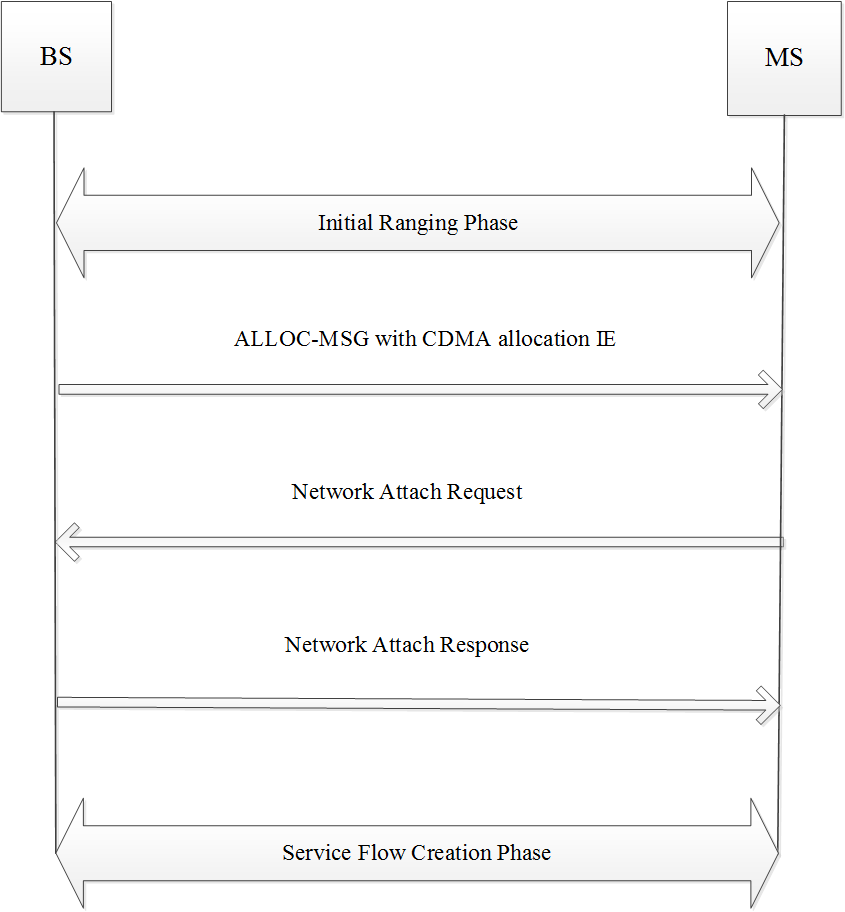 BS
MS
Initial Ranging Phase
ALLOC-MSG with CDMA allocation IE
Network Attach Request
Network Attach Response
Service Flow Creation Phase